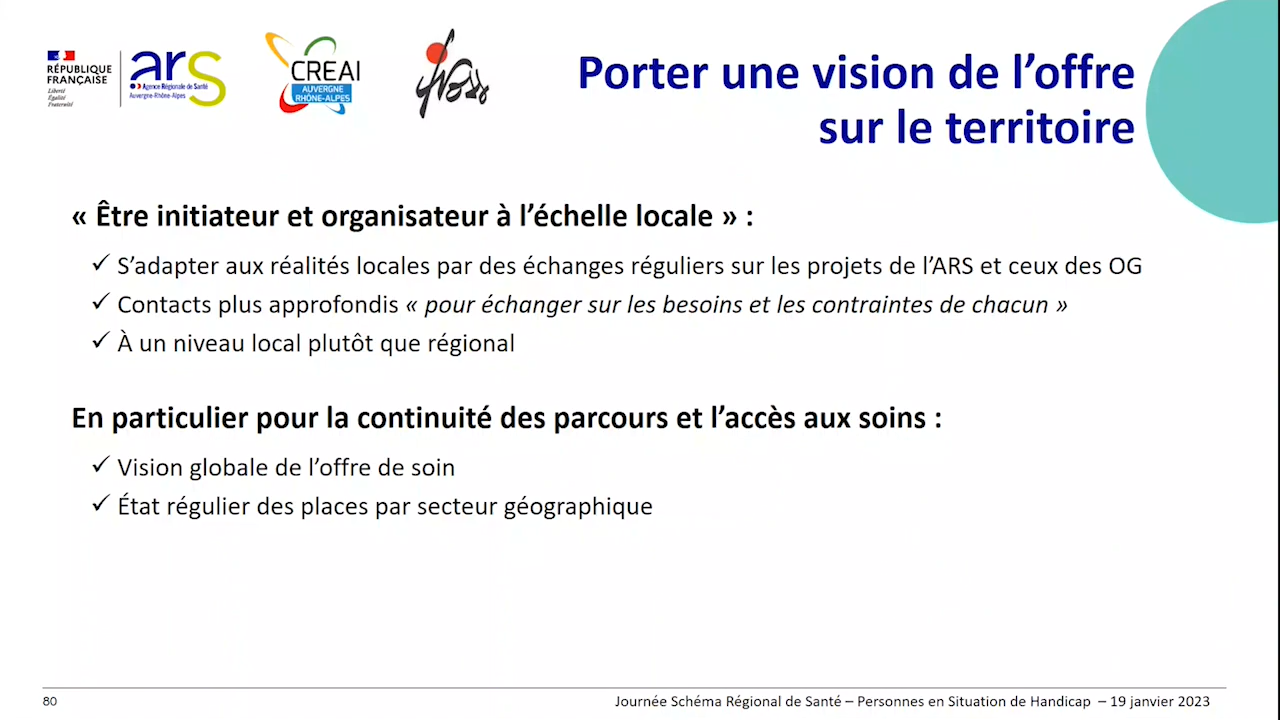 RÉPUBLIQUE
FRANÇAISE
Liberté
Égalité
Fraternité
ars
Agence Régionale de Santé
Auvergne-Rhône-Alpes
CREAI
AUVERGNE
RHÔNE-ALPES
Porter une vision de l’offre
sur le territoire
« Être initiateur et organisateur à l’échelle locale » :
✓ S’adapter aux réalités locales par des échanges réguliers sur les projets de l’ARS et ceux des OG
✓ Contacts plus approfondis « pour échanger sur les besoins et les contraintes de chacun »
✓ À un niveau local plutôt que régional
En particulier pour la continuité des parcours et l’accès aux soins :
✓ Vision globale de l’offre de soin
✓ État régulier des places par secteur géographique
80
Journée Schéma Régional de Santé – Personnes en Situation de Handicap – 19 janvier 2023